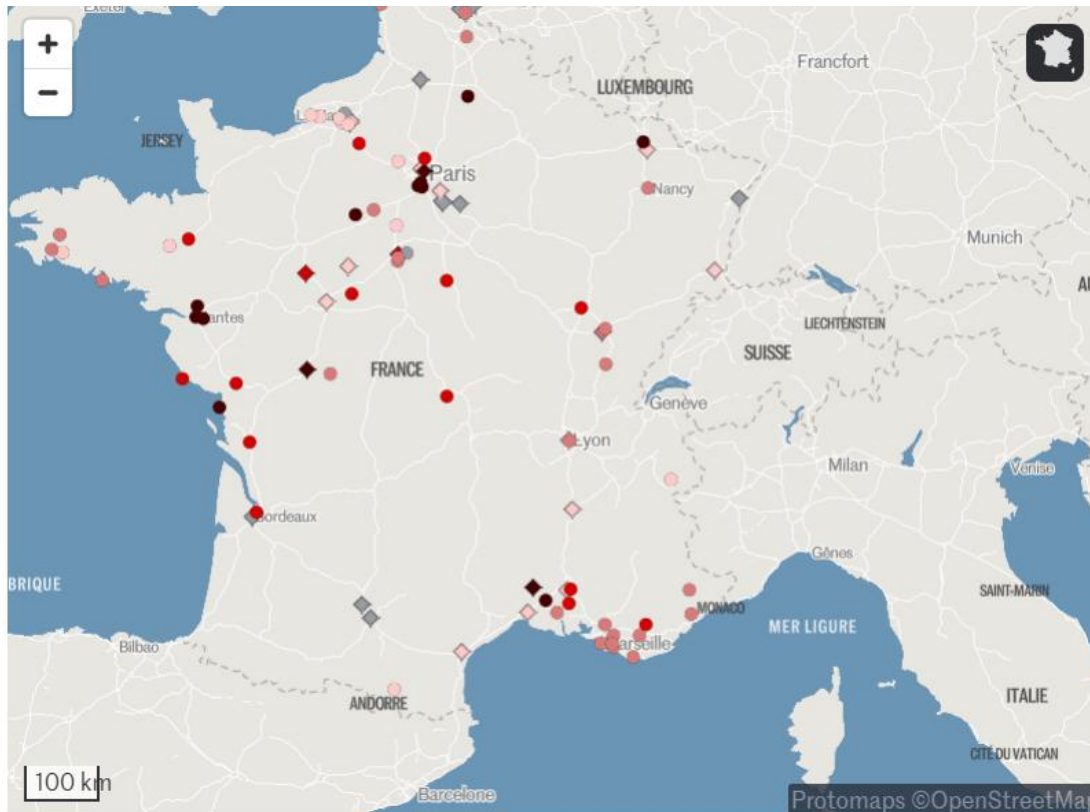 Exeter
+
−
Francfort
LUXEMBOURG
JERSEY
Paris
Nancy
Munich
LIECHTENSTEIN
SUISSE
FRANCE
Genève
Lyon
Milan
Venise
Bordeaux
Gênes
BRIQUE
SAINT-MARIN
MONACO
MER LIGURE
Bilbao
ANDORRE
ITALIE
CITÉ DU VATICAN
100 km
Barcelone
Protomaps ©OpenStreetMa